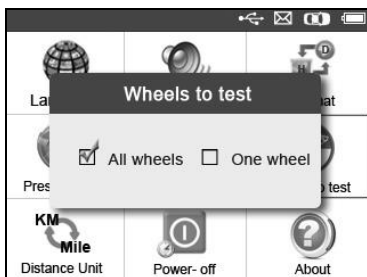 Wheels to test
All wheels One wheel
KM
Mile
Distance Unit
Power- off
About